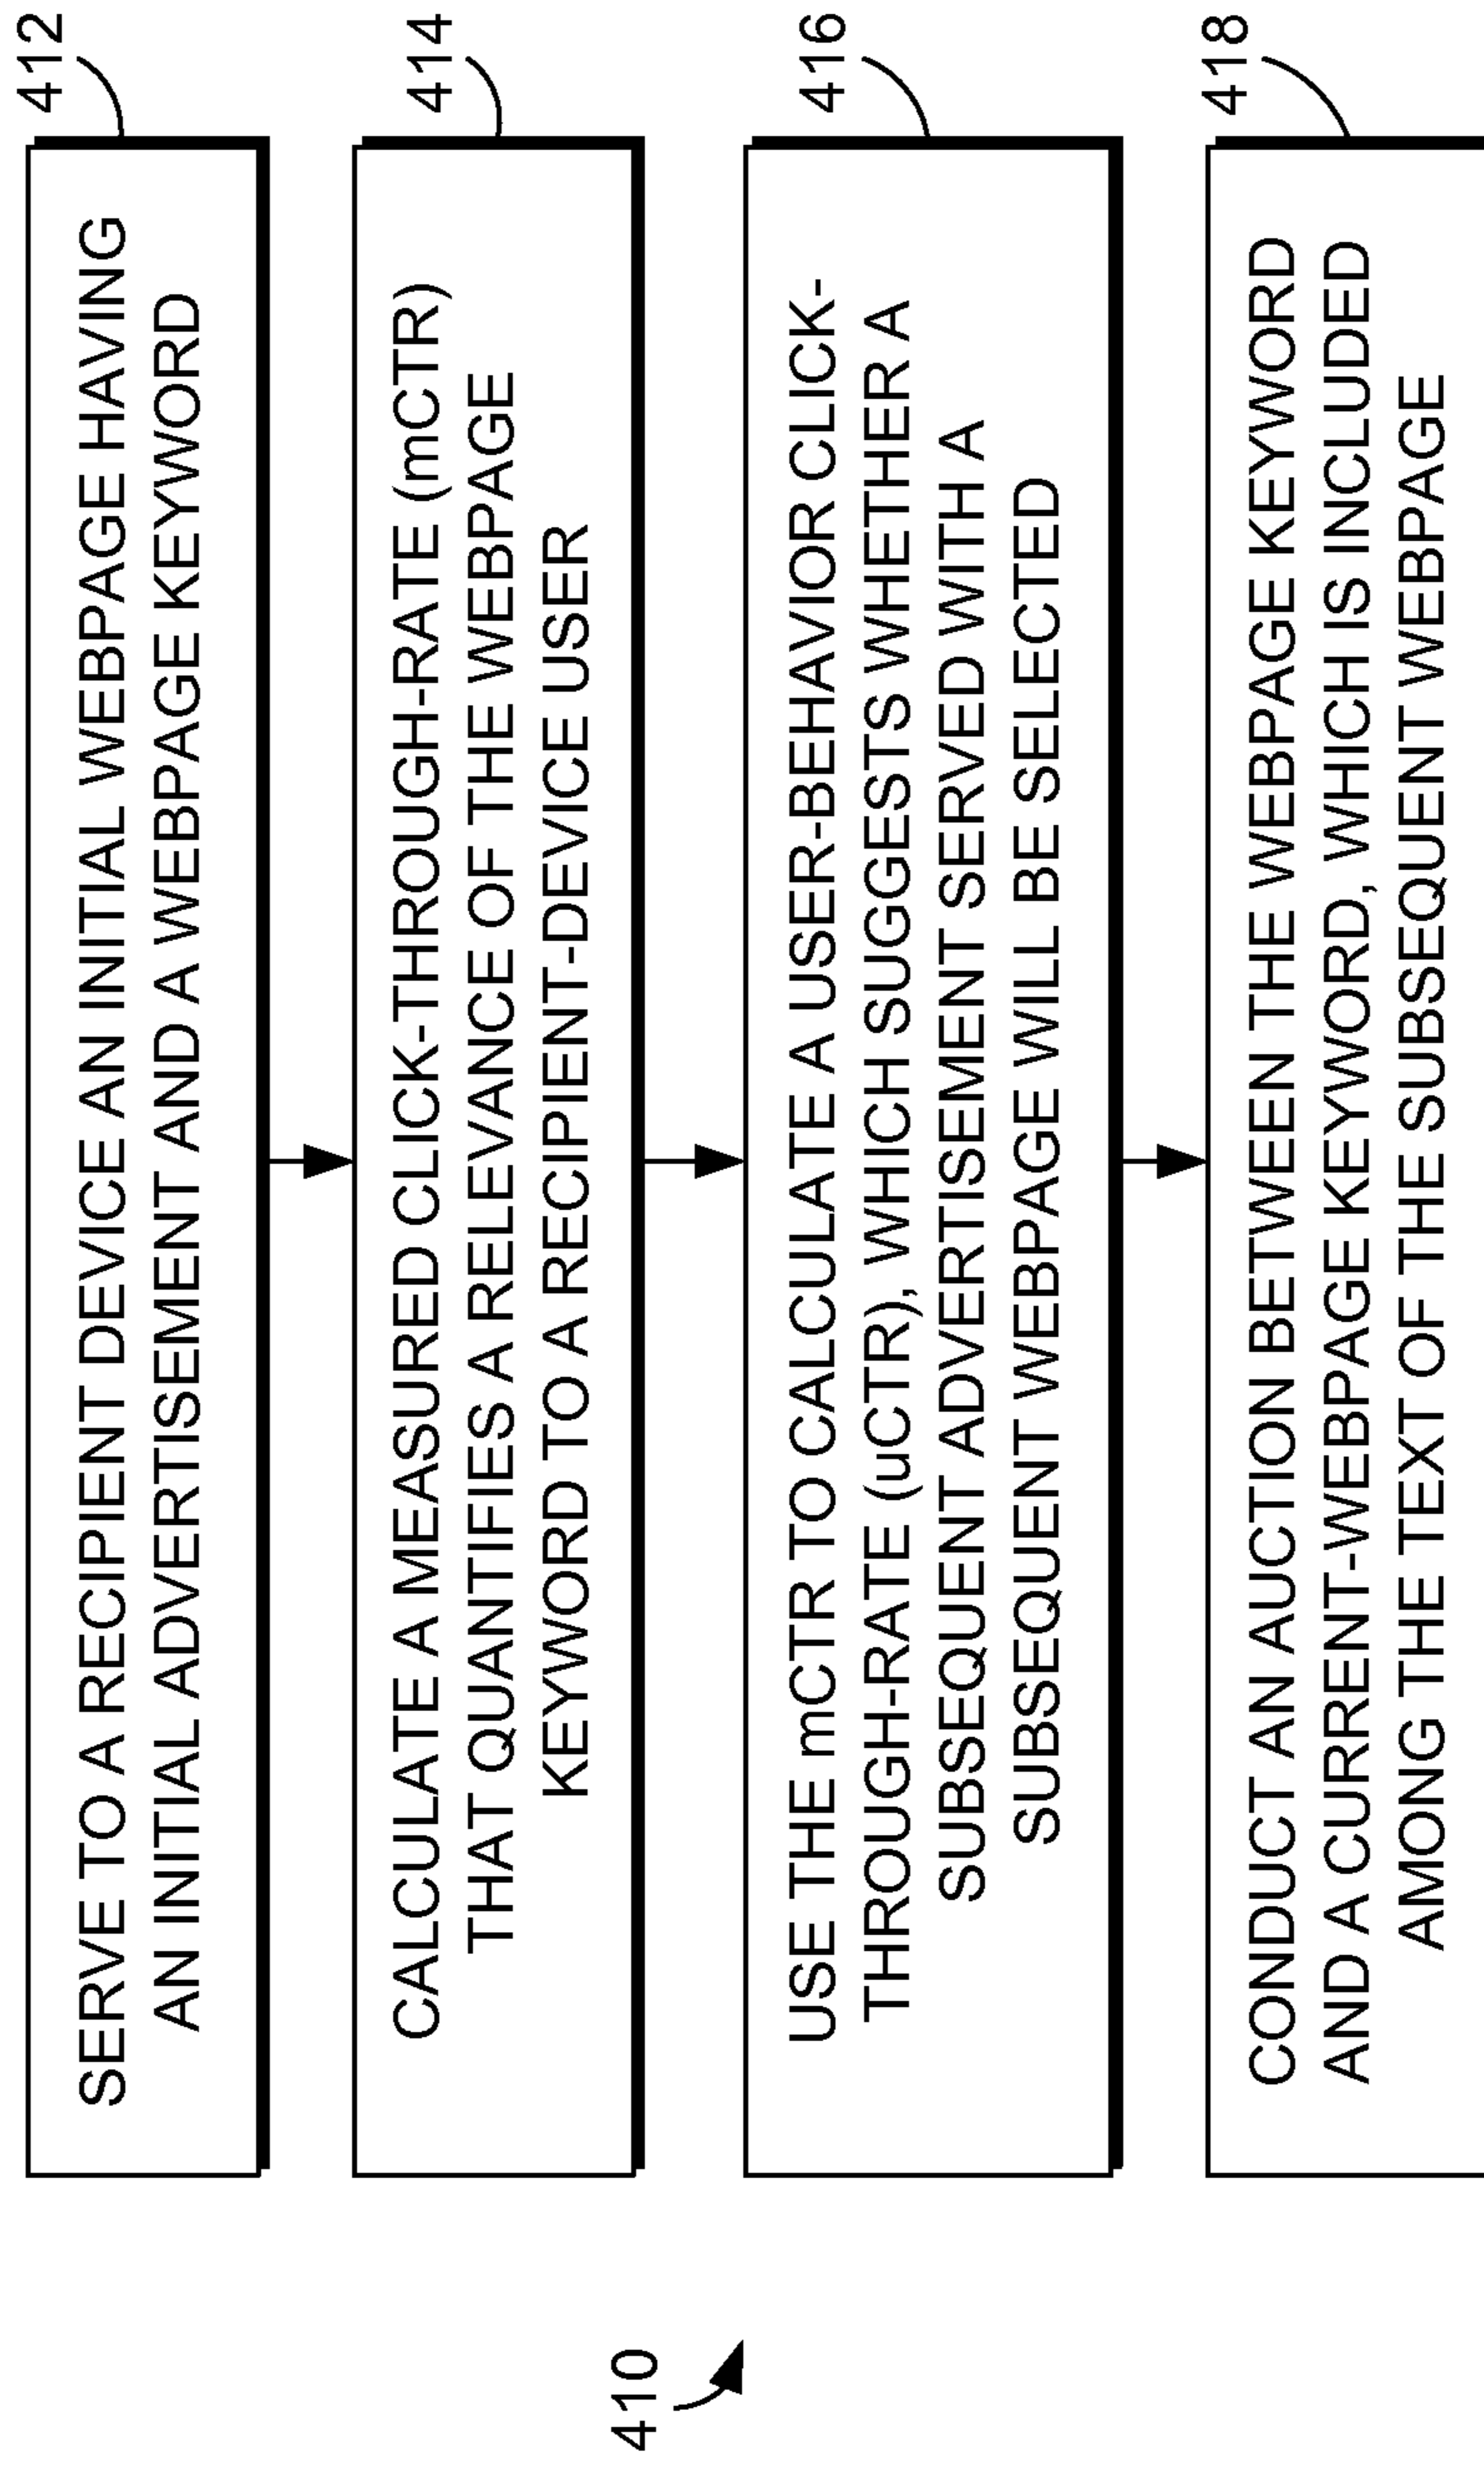 412
SERVE TO A RECIPIENT DEVICE AN INITIAL WEBPAGE HAVING
AN INITIAL ADVERTISEMENT AND A WEBPAGE KEYWORD
414
CALCULATE A MEASURED CLICK-THROUGH-RATE (mCTR)
THAT QUANTIFIES A RELEVANCE OF THE WEBPAGE
KEYWORD TO A RECIPIENT-DEVICE USER
416
USE THE mCTR TO CALCULATE A USER-BEHAVIOR CLICK-
THROUGH-RATE (uCTR), WHICH SUGGESTS WHETHER A
SUBSEQUENT ADVERTISEMENT SERVED WITH A
SUBSEQUENT WEBPAGE WILL BE SELECTED
418
CONDUCT AN AUCTION BETWEEN THE WEBPAGE KEYWORD
AND A CURRENT-WEBPAGE KEYWORD, WHICH IS INCLUDED
AMONG THE TEXT OF THE SUBSEQUENT WEBPAGE
410